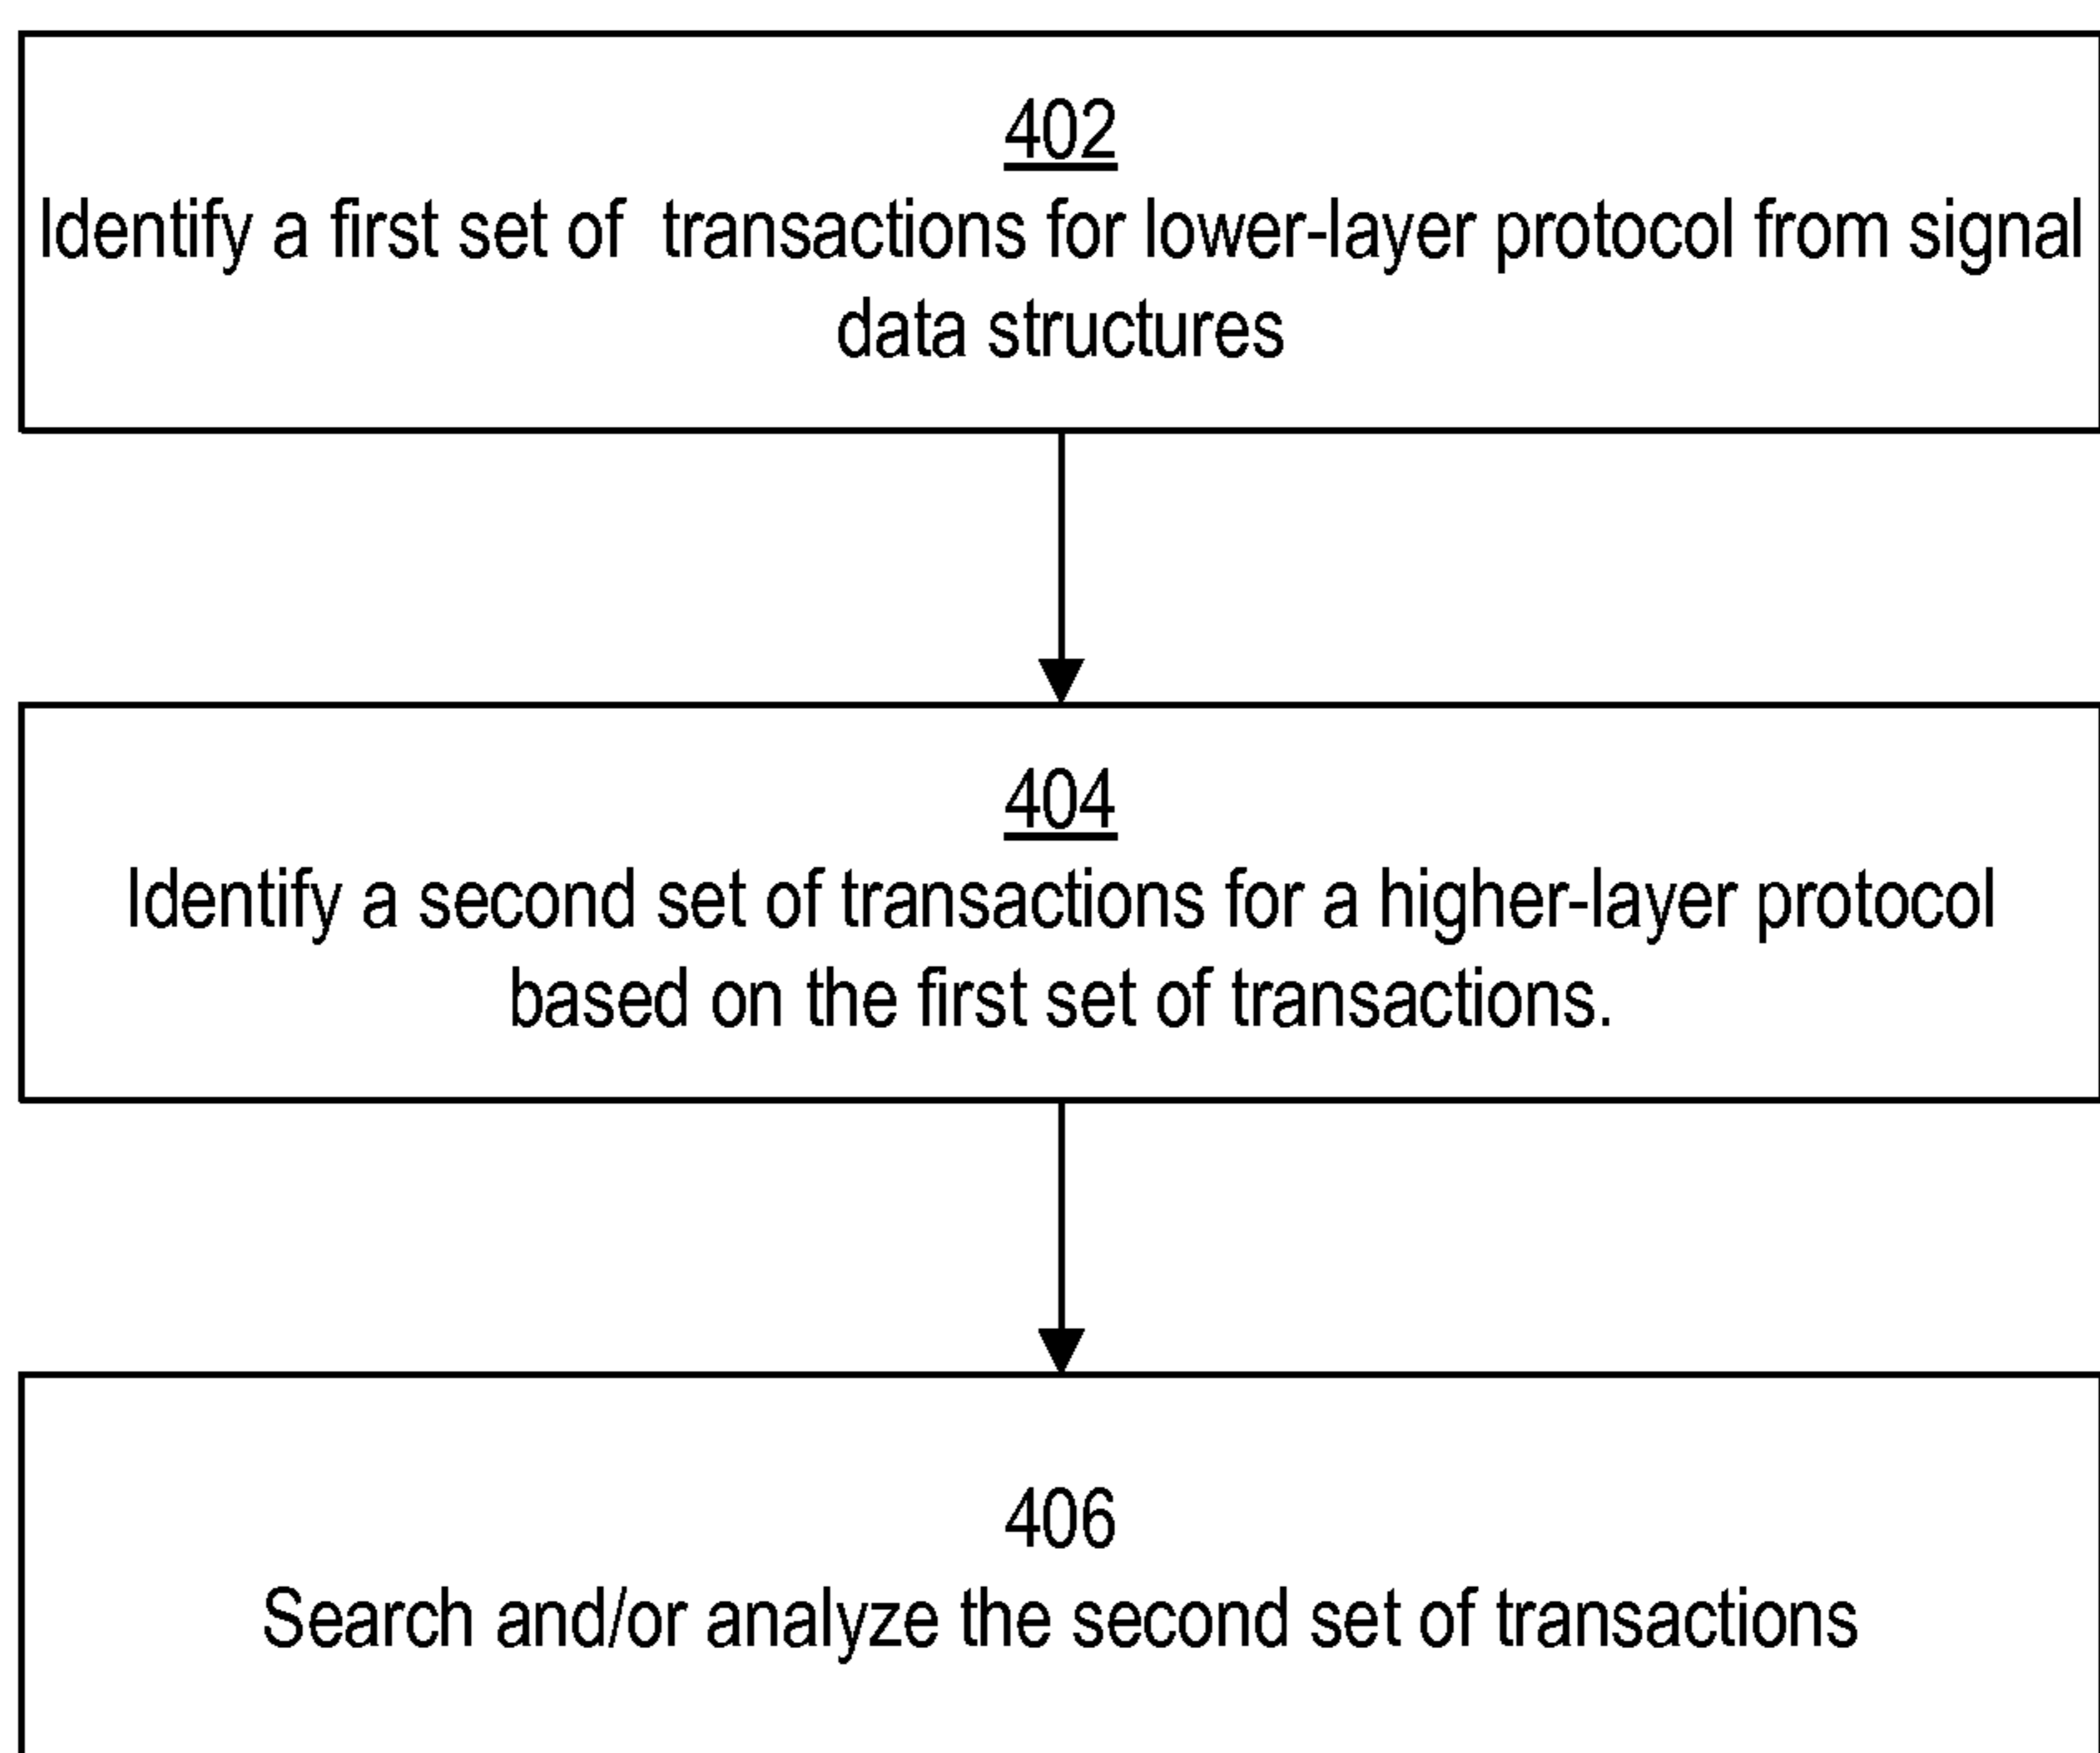 402
Identify a first set of  transactions for lower-layer protocol from signal
data structures
404
Identify a second set of transactions for a higher-layer protocol
based on the first set of transactions.
406
Search and/or analyze the second set of transactions